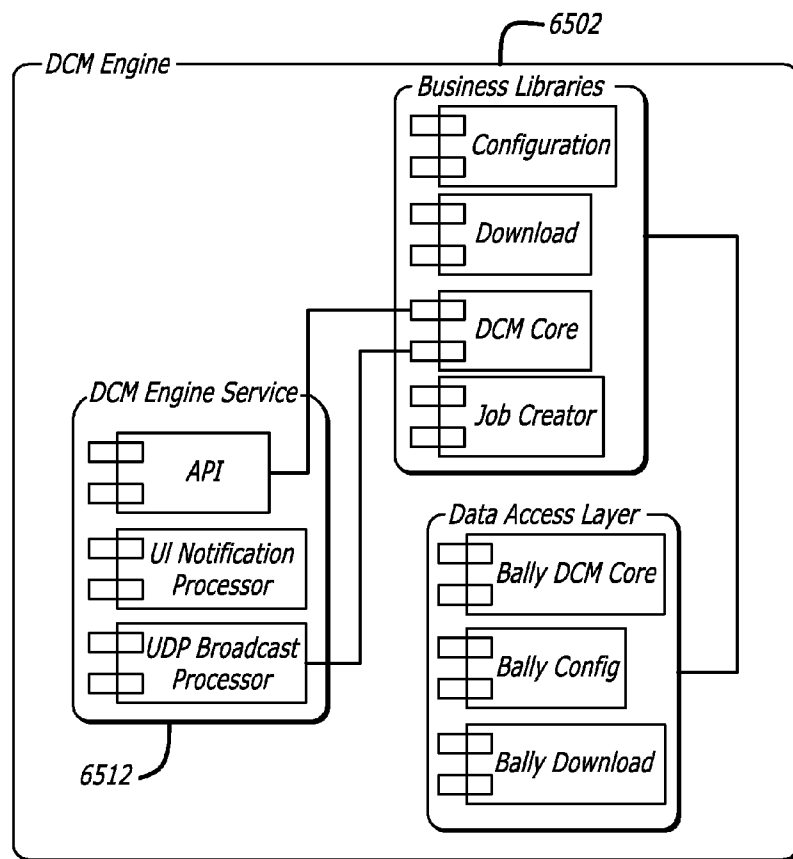 6502
DCM Engine
Business Libraries
Configuration
Download
DCM Core
Job Creator
DCM Engine Service
API
UI Notification
Processor
UDP Broadcast
Processor
6512
Data Access Layer
Bally DCM Core
Bally Config
Bally Download